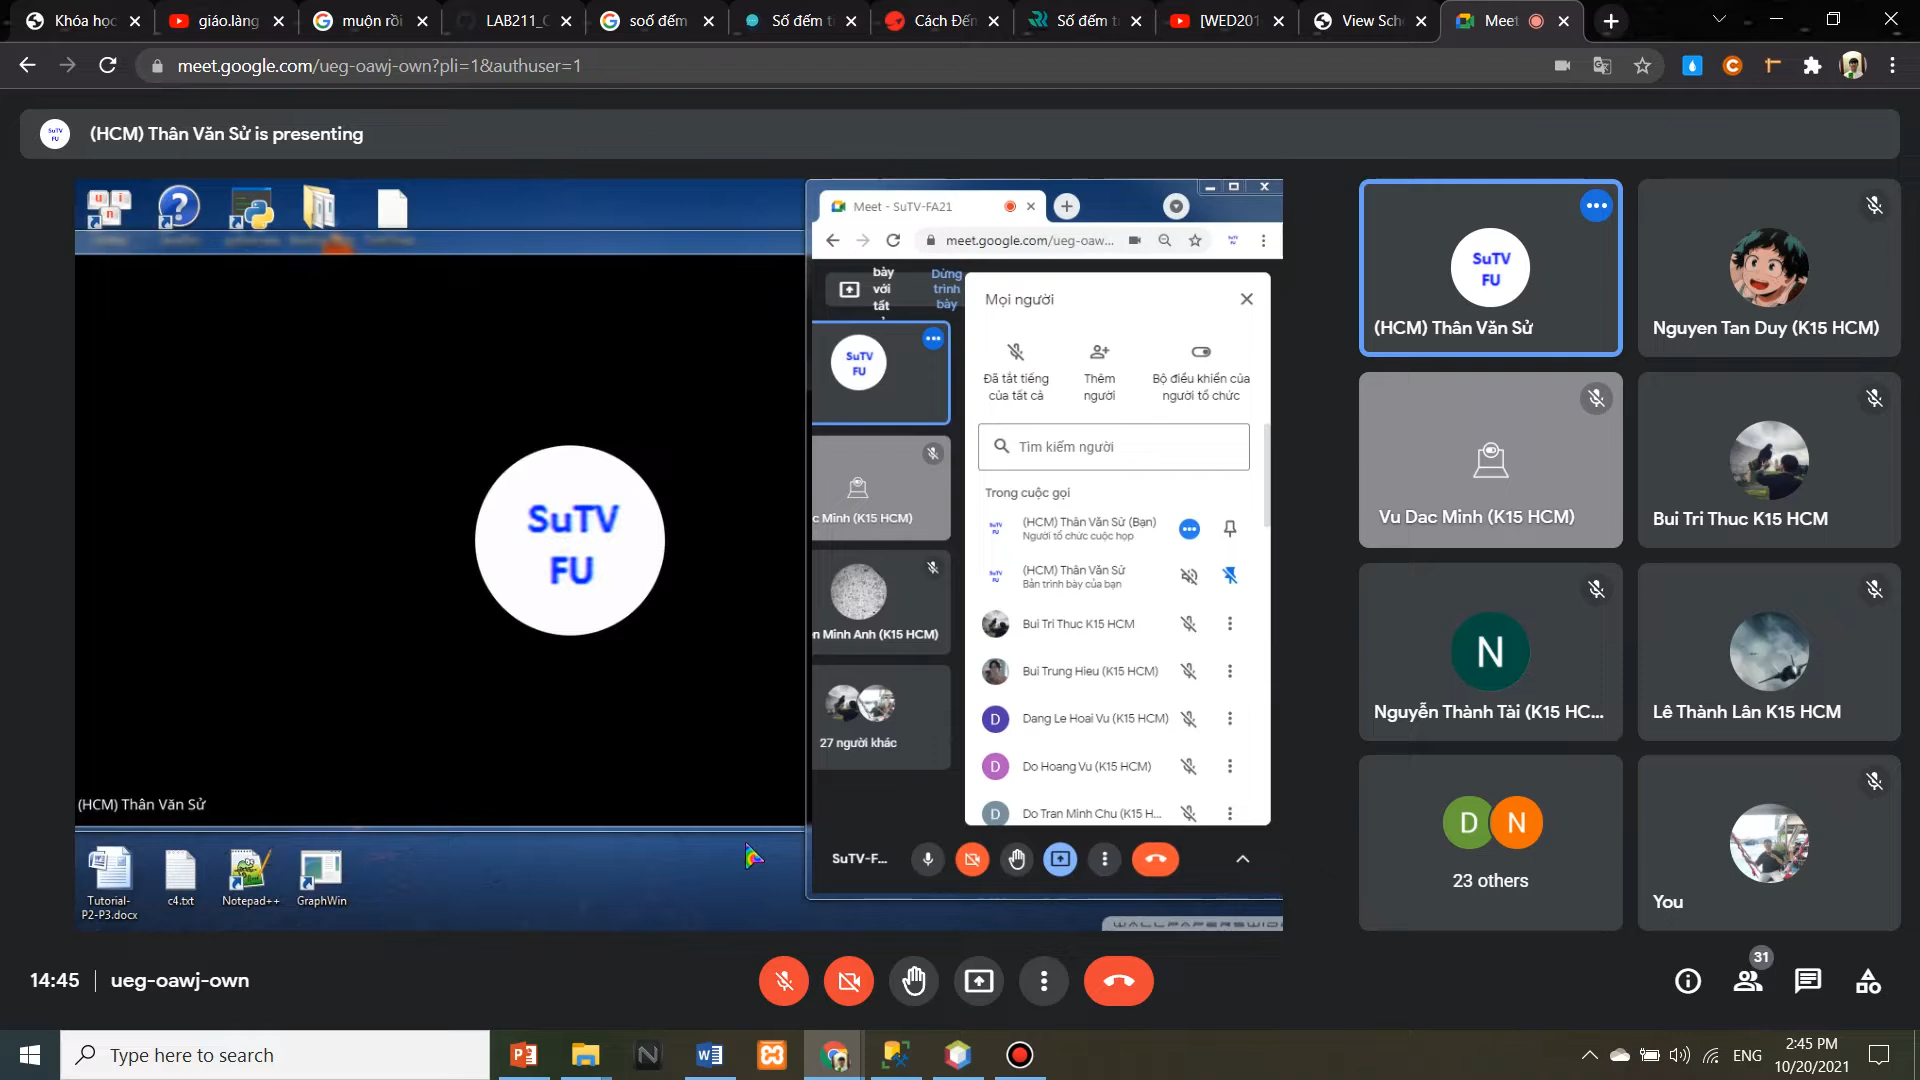 Khóa học
giáo.làng
muộn rồi
LAB211_C
soố đếm
Số đếm ti
Cách Đến
Số đếm t
[WED201
View Sch
Meet
meet.google.com/ueg-oawj-own?pli=1&authuser=1
SuTV
FU
(HCM) Thân Văn Sử is presenting
Meet - SuTV-FA21
meet.google.com/ueg-oaw...
bày
với
tất
Dừng
trình
bày
SuTV
FU
c Minh (K15 HCM)
n Minh Anh (K15 HCM)
27 người khác
Mọi người
Đã tắt tiếng
của tất cả
Thêm
người
Bộ điều khiển của
người tổ chức
Tìm kiếm người
Trong cuộc gọi
(HCM) Thân Văn Sử (Bạn)
Người tổ chức cuộc họp
(HCM) Thân Văn Sử
Bản trình bày của bạn
Bui Tri Thuc K15 HCM
Bui Trung Hieu (K15 HCM)
D
Dang Le Hoai Vu (K15 HCM)
D
Do Hoang Vu (K15 HCM)
D
Do Tran Minh Chu (K15 H...
SuTV-F...
SuTV
FU
(HCM) Thân Văn Sử
Tutorial-
P2-P3.docx
c4.txt
Notepad++
GraphWin
SuTV
FU
(HCM) Thân Văn Sử
Nguyen Tan Duy (K15 HCM)
Vu Dac Minh (K15 HCM)
Bui Tri Thuc K15 HCM
N
Nguyễn Thành Tài (K15 HC...
Lê Thành Lân K15 HCM
D
N
23 others
You
14:45
ueg-oawj-own
31
Type here to search
ENG
2:45 PM
10/20/2021